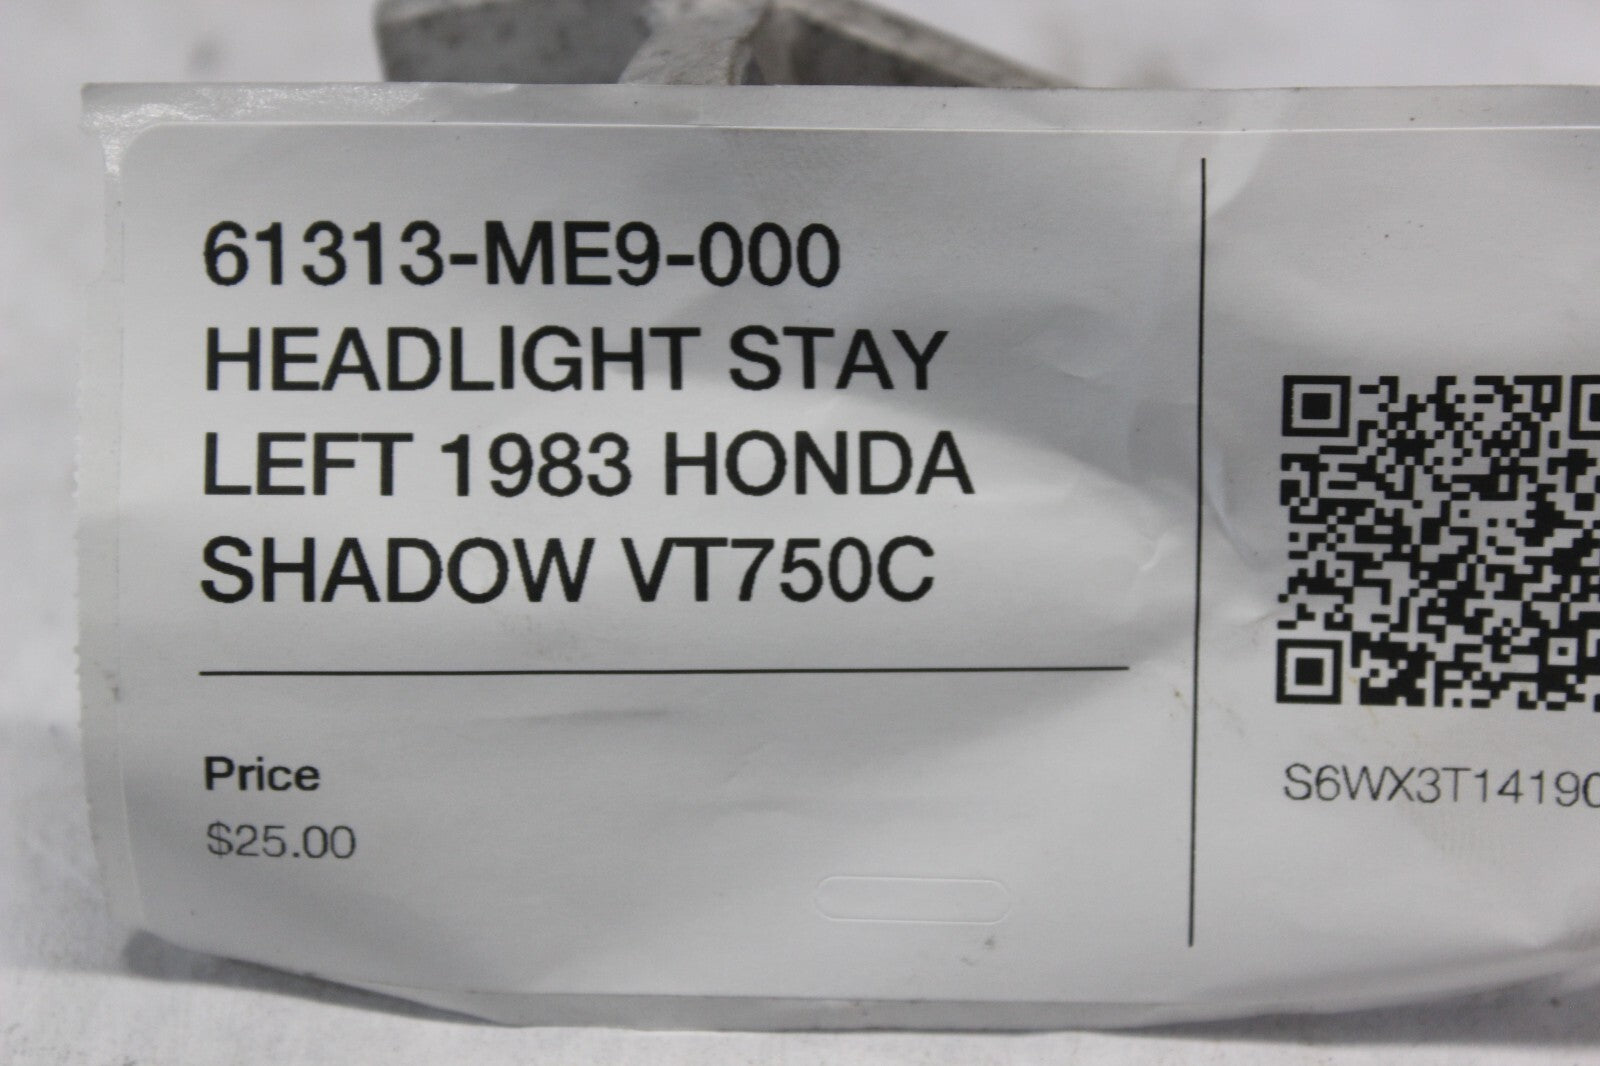 61313-ME9-000
HEADLIGHT STAY
LEFT 1983 HONDA
SHADOW VT750C
Price
$25.00
S6WX3T14190